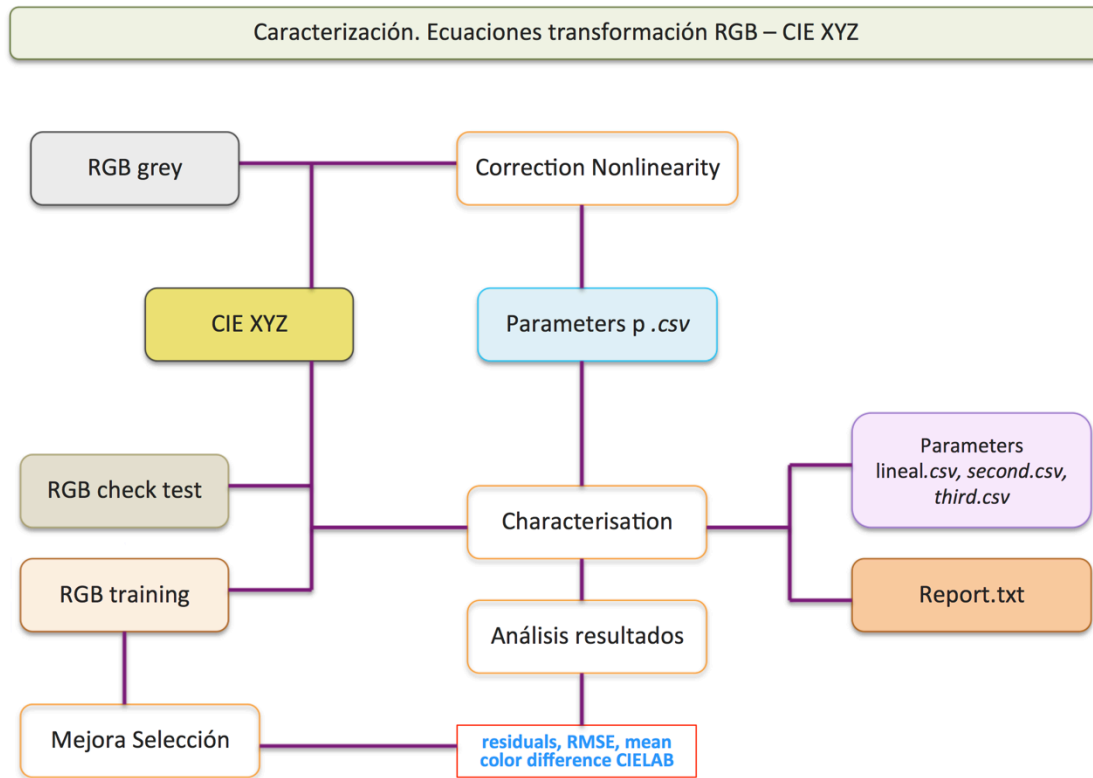 Caracterización. Ecuaciones transformación RGB – CIE XYZ
RGB grey
Correction Nonlinearity
CIE XYZ
Parameters p .csv
RGB check test
Characterisation
Parameters
lineal.csv, second.csv,
third.csv
RGB training
Report.txt
Análisis resultados
Mejora Selección
residuals, RMSE, mean
color difference CIELAB